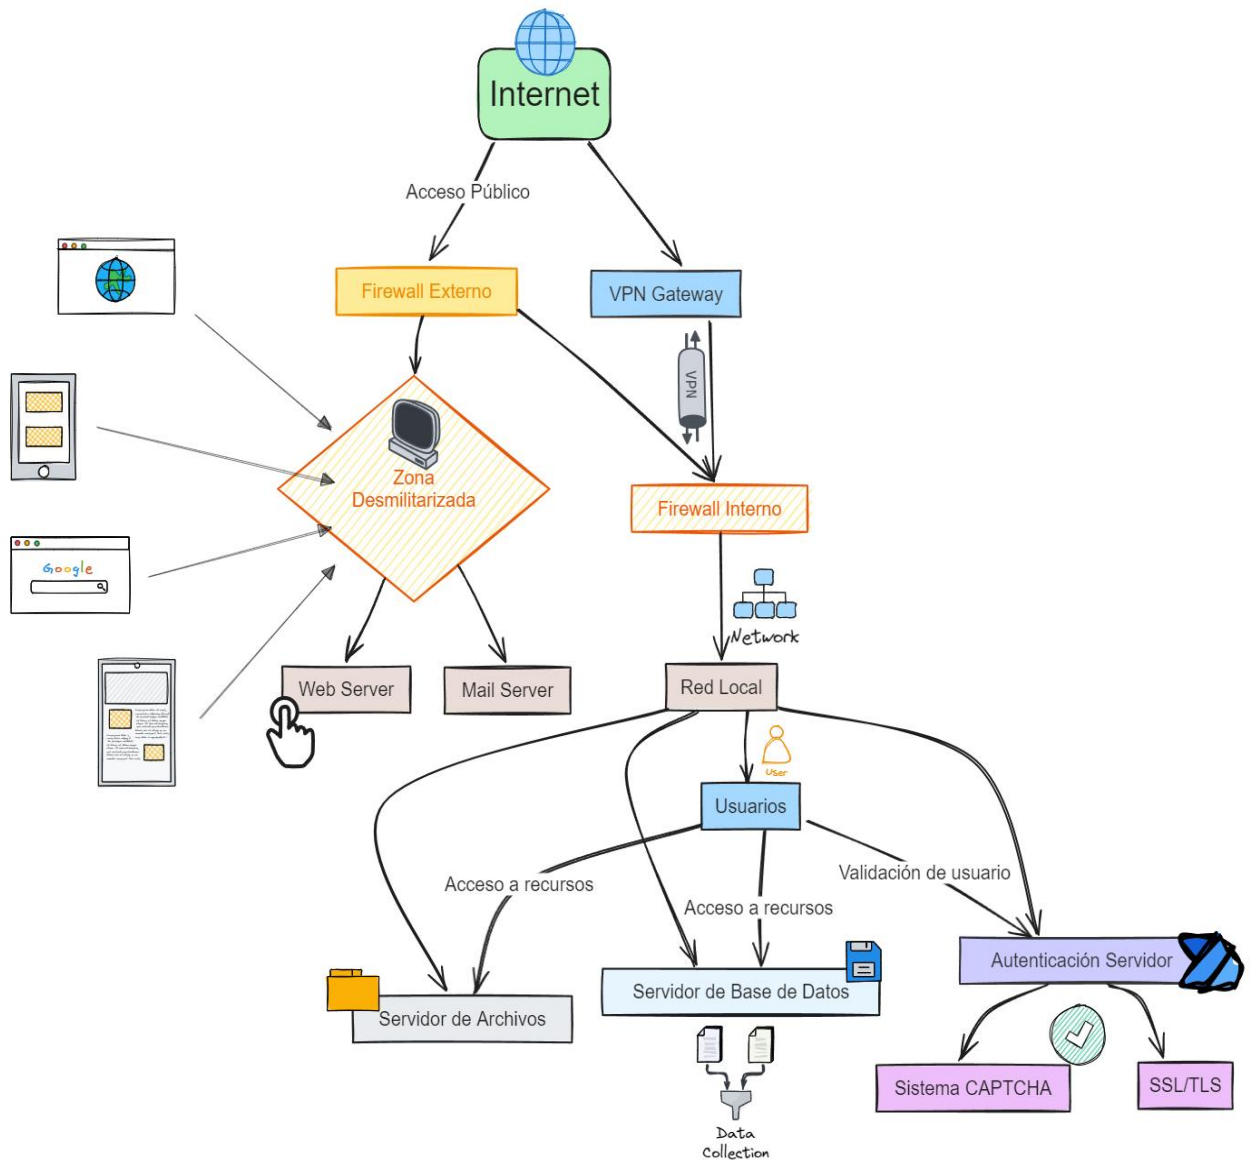 Internet
Acceso Público
Firewall Externo
VPN Gateway
VPN
Zona
Desmilitarizada
Firewall Interno
Google
Network
Web Server
Mail Server
Red Local
User
Usuarios
Validación de usuario
Acceso a recursos
Acceso a recursos
Autenticación Servidor
Servidor de Base de Datos
Servidor de Archivos
Sistema CAPTCHA
SSL/TLS
Data
Collection